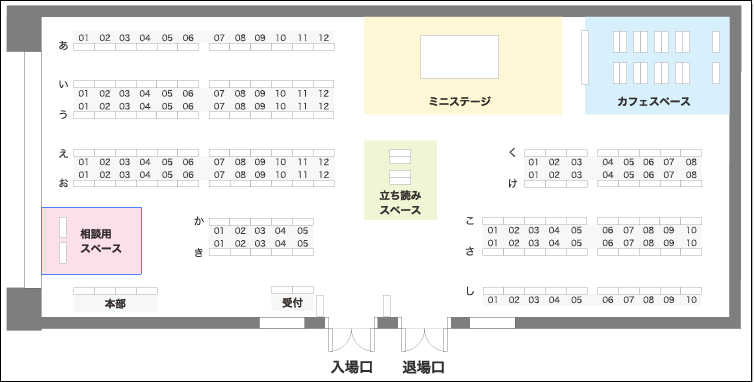 あ 01 02 03 04 05 06 07 08 09 10 11 12
い 01 02 03 04 05 06 07 08 09 10 11 12
う 01 02 03 04 05 06 07 08 09 10 11 12
え 01 02 03 04 05 06 07 08 09 10 11 12
お 01 02 03 04 05 06 07 08 09 10 11 12
ミニステージ
カフェスペース
立ち読み
スペース
く 01 02 03 04 05 06 07 08
け 01 02 03 04 05 06 07 08
相談用
スペース
か 01 02 03 04 05
き 01 02 03 04 05
こ 01 02 03 04 05 06 07 08 09 10
さ 01 02 03 04 05 06 07 08 09 10
し 01 02 03 04 05 06 07 08 09 10
本部
受付
入場口
退場口